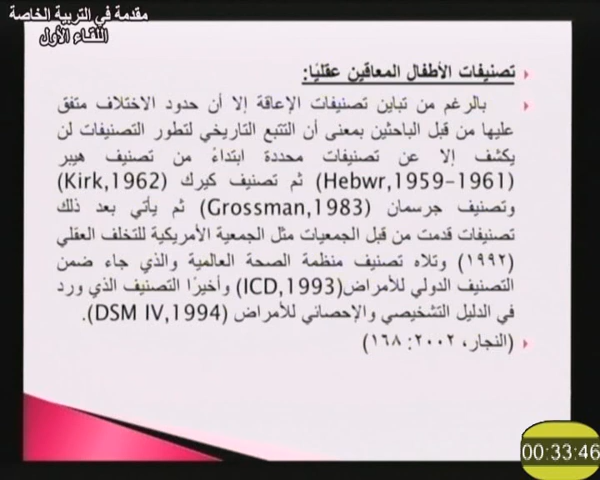 مقدمة في التربية الخاصة
اللقاء الأول
تصنيفات الأطفال المعاقين عقليًا:
بالرغم من تباين تصنيفات الإعاقة إلا أن حدود الاختلاف متفق
عليها من قبل الباحثين بمعنى أن التتبع التاريخي لتطور التصنيفات لن
يكشف إلا عن تصنيفات محددة ابتداءً من تصنيف هيبر
(Hebwr,1959-1961) ثم تصنيف كيرك (Kirk,1962)
وتصنيف جرسمان (Grossman,1983) ثم يأتي بعد ذلك
تصنيفات قدمت من قبل الجمعيات مثل الجمعية الأمريكية للتخلف العقلي
(١٩٩٢) وتلاه تصنيف منظمة الصحة العالمية والذي جاء ضمن
التصنيف الدولي للأمراض(ICD,1993) وأخيرًا التصنيف الذي ورد
في الدليل التشخيصي والإحصائي للأمراض (DSM IV,1994).
(النجار، ٢٠٠٢: ١٦٨)
00:33:46